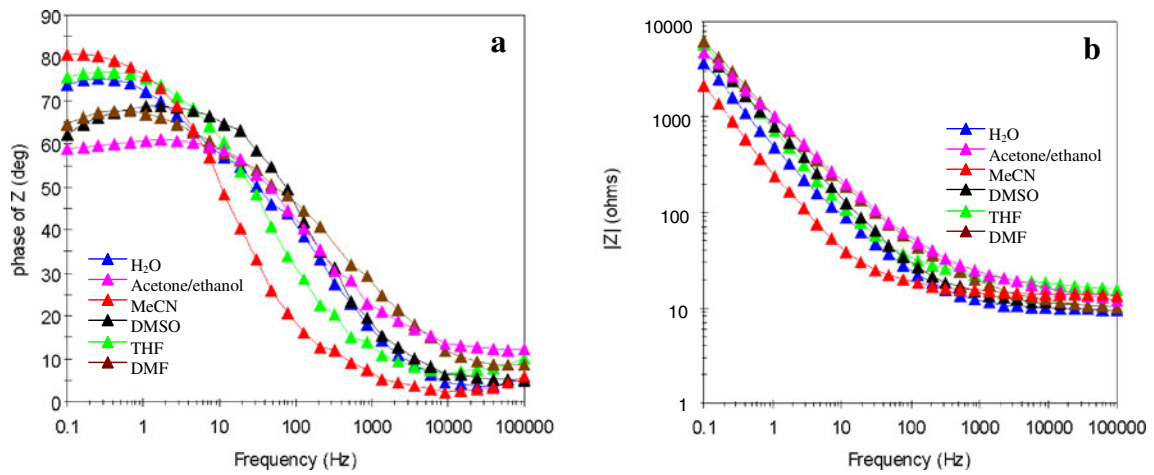 a
phase of Z (deg)
90
80
70
60
50
40
30
20
10
0
H₂O
Acetone/ethanol
MeCN
DMSO
THF
DMF
0.1 1 10 100 1000 10000 100000
Frequency (Hz)
b
|Z| (ohms)
10000
1000
100
10
1
H₂O
Acetone/ethanol
MeCN
DMSO
THF
DMF
0.1 1 10 100 1000 10000 100000
Frequency (Hz)